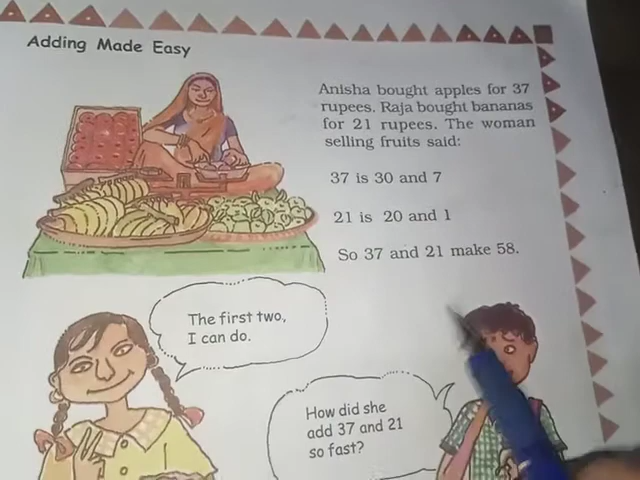 Adding Made Easy
Anisha bought apples for 37
rupees. Raja bought bananas
for 21 rupees. The woman
selling fruits said:
37 is 30 and 7
21 is 20 and 1
So 37 and 21 make 58.
The first two,
I can do.
How did she
add 37 and 21
so fast?